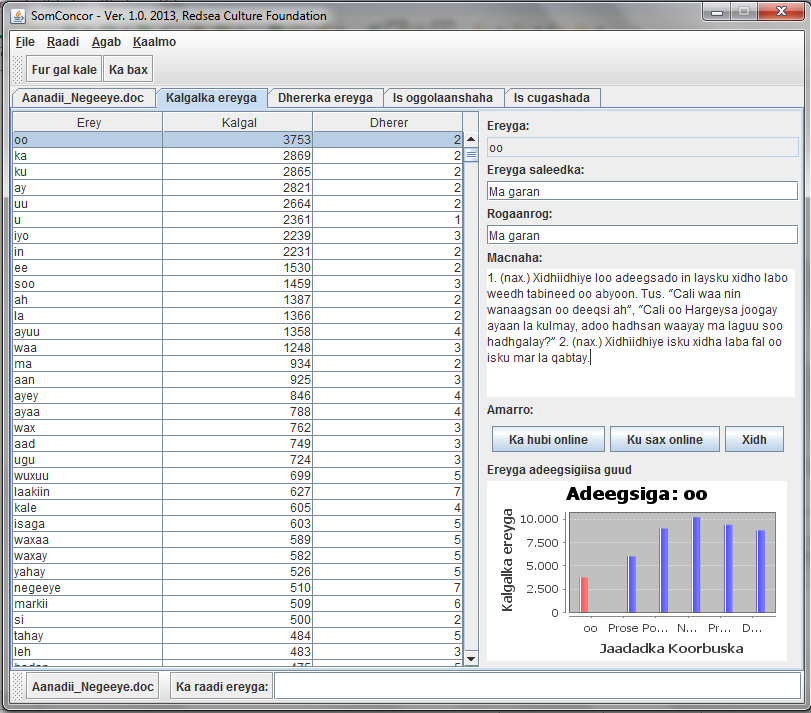 SomConcor - Ver. 1.0. 2013, Redsea Culture Foundation
File Raadi Agab Kaalmo
Fur gal kale Ka bax
Aanadii_Negeeye.doc Kalgalka ereyga Dhererka ereyga Is oggolaanshaha Is cugashada
Erey Kalgal Dherer
oo 3753 2
ka 2869 2
ku 2865 2
ay 2821 2
uu 2664 2
u 2361 1
iyo 2239 3
in 2231 2
ee 1530 2
soo 1459 3
ah 1387 2
la 1366 2
ayuu 1358 4
waa 1248 3
ma 934 2
aan 925 3
ayey 846 4
ayaa 788 4
wax 762 3
aad 749 3
ugu 724 3
wuxuu 699 5
laakiin 627 7
kale 605 4
isaga 603 5
waxaa 589 5
waxay 582 5
yahay 526 5
negeeye 510 7
markii 509 6
si 500 2
tahay 484 5
leh 483 3
Ereyga:
oo
Ereyga saleedka:
Ma garan
Rogaanrog:
Ma garan
Macnaha:
1. (nax.) Xidhiidhiye loo adeegsado in laysku xidho labo
weedh tabineed oo abyoon. Tus. "Cali waa nin
wanaagsan oo deeqsi ah", "Cali oo Hargeysa joogay
ayaan la kulmay, adoo hadhsan waayay ma laguu soo
hadhgalay?" 2. (nax.) Xidhiidhiye isku xidha laba fal oo
isku mar la qabtay.
Amarro:
Ka hubi online Ku sax online Xidh
Ereyga adeegsigiisa guud
Adeegsiga: oo
Kalgalka ereyga
10.000
7.500
5.000
2.500
0
oo Prose Po... N... Pr... D...
Jaadadka Koorbuska
Aanadii_Negeeye.doc Ka raadi ereyga: